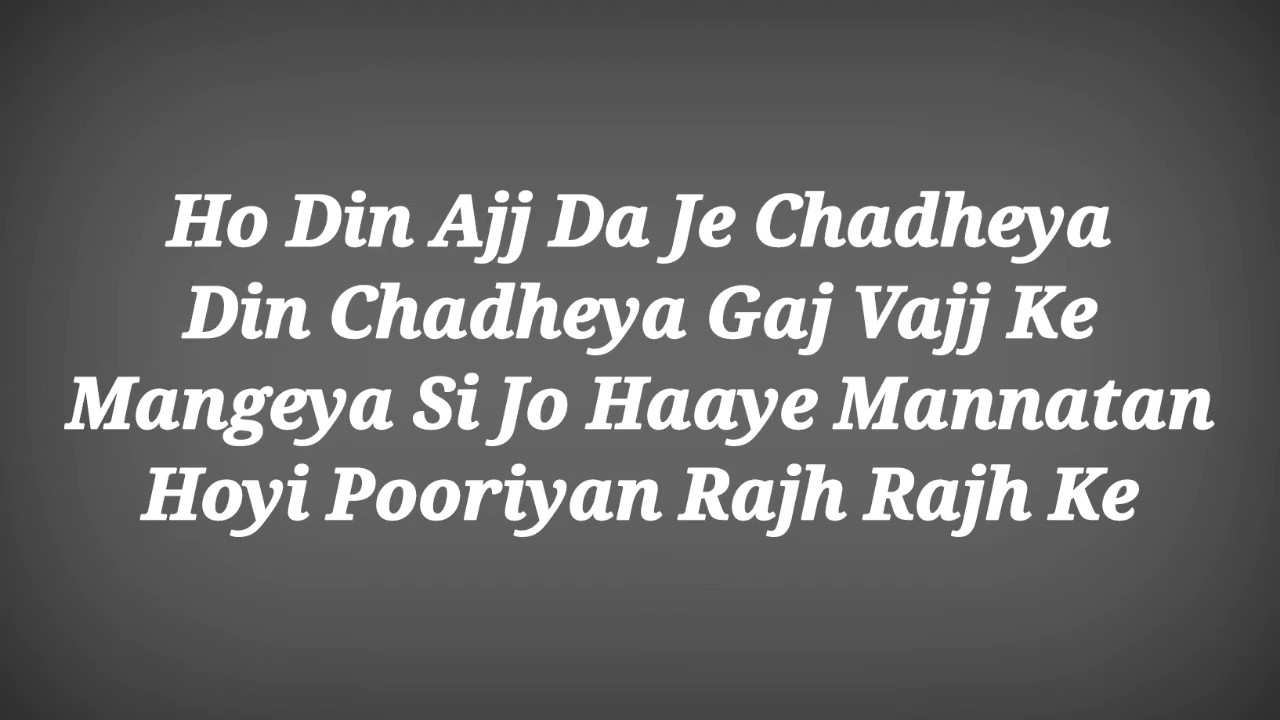 Ho Din Ajj Da Je Chadheya
Din Chadheya Gaj Vajj Ke
Mangeya Si Jo Haaye Mannatan
Hoyi Pooriyan Rajh Rajh Ke